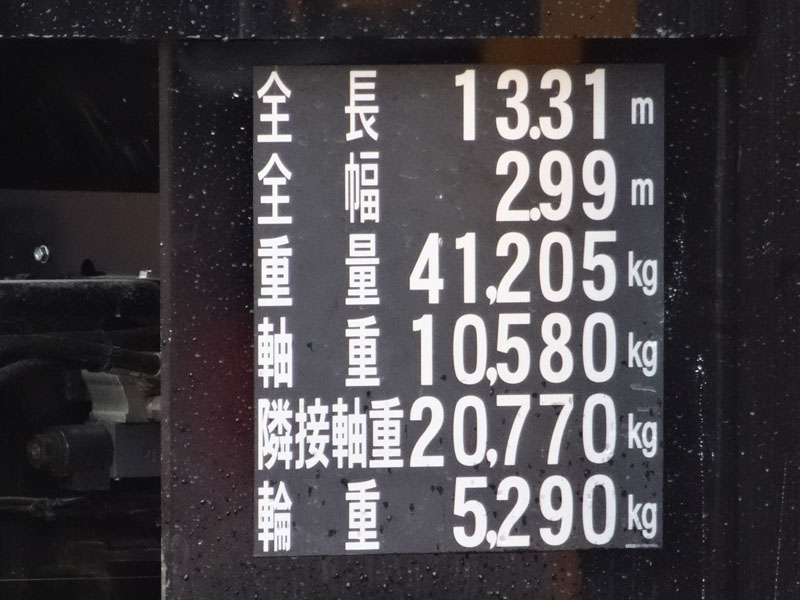 全長 13.31 m
全幅 2.99 m
重量 41,205 kg
軸重 10,580 kg
隣接軸重 20,770 kg
輪重 5,290 kg